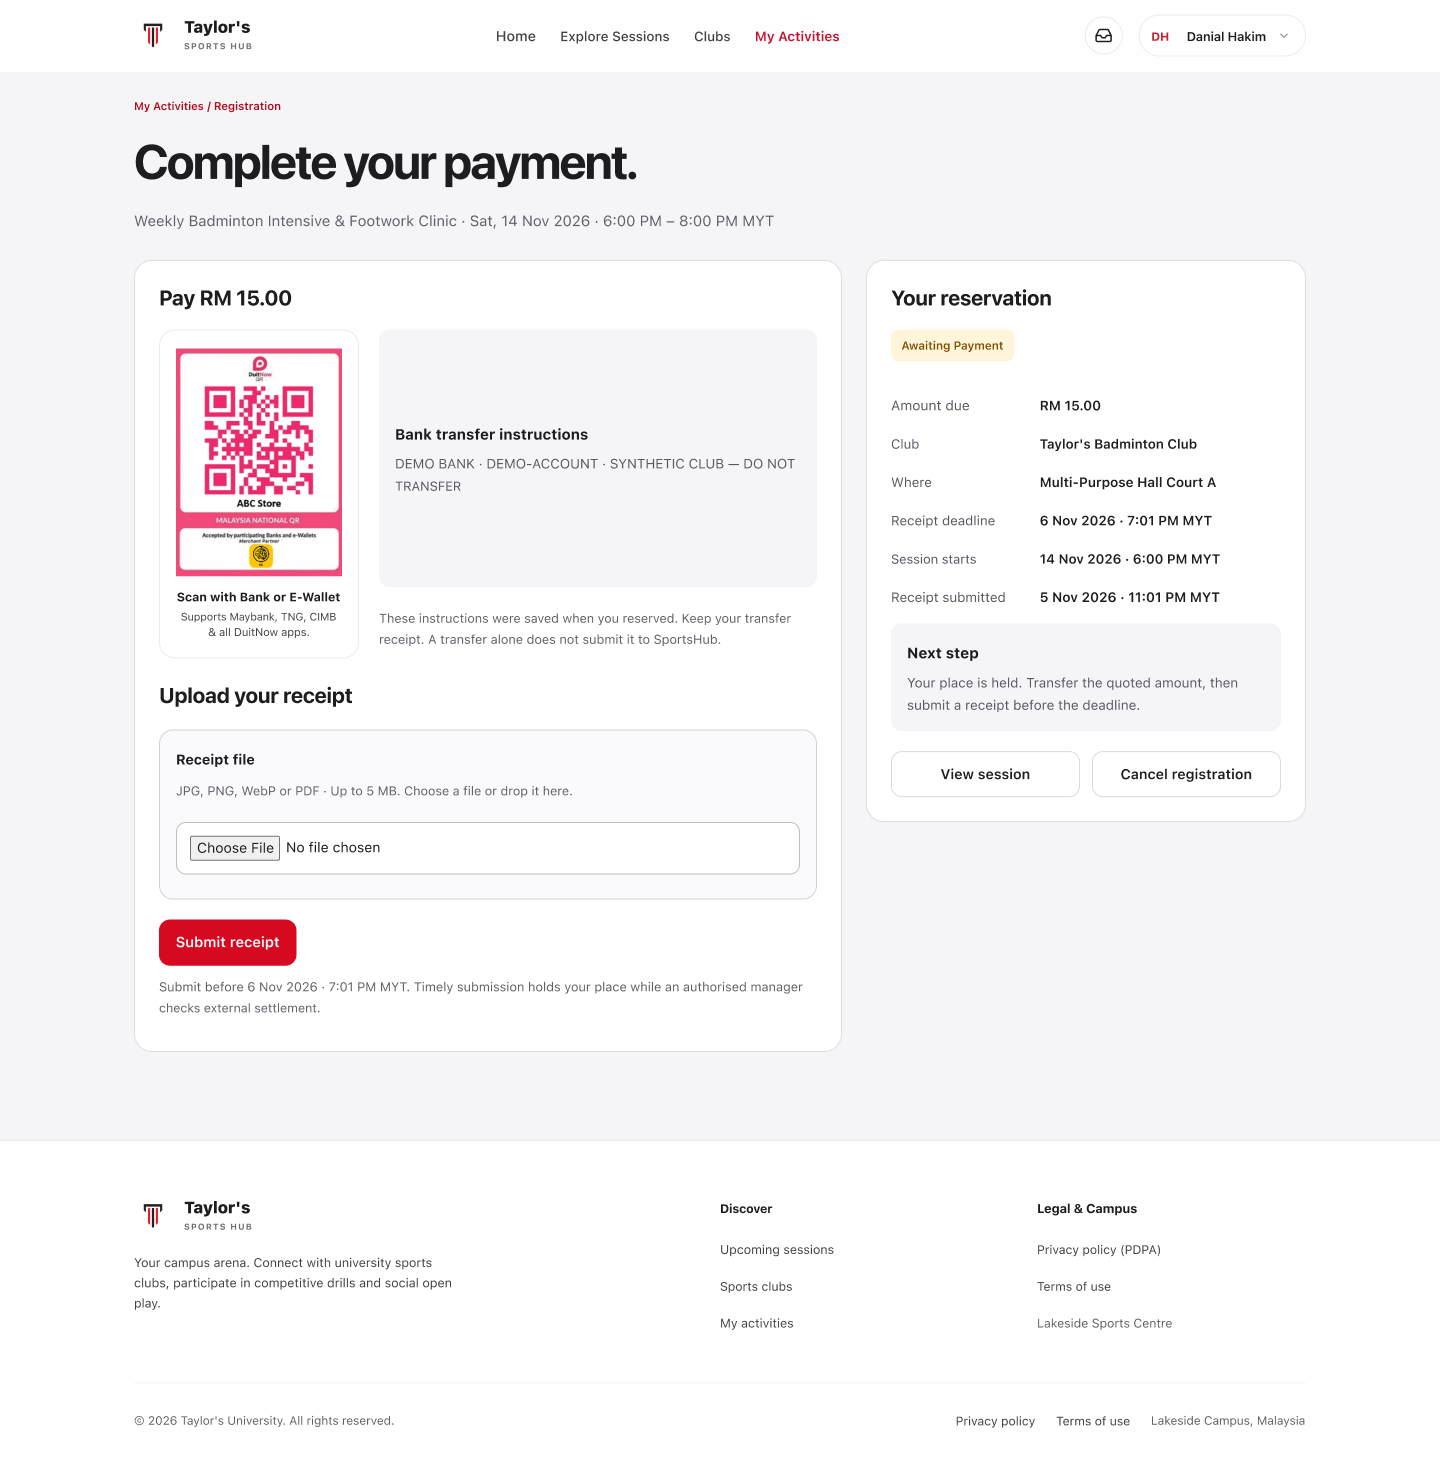 Taylor's
SPORTS HUB
Home
Explore Sessions
Clubs
My Activities
DH
Danial Hakim
My Activities / Registration
Complete your payment.
Weekly Badminton Intensive & Footwork Clinic · Sat, 14 Nov 2026 · 6:00 PM – 8:00 PM MYT
Pay RM 15.00
DuitNow
QR
ABC Store
MALAYSIA NATIONAL QR
Accepted by participating Banks and e-Wallets
Merchant Partner
Scan with Bank or E-Wallet
Supports Maybank, TNG, CIMB
& all DuitNow apps.
Bank transfer instructions
DEMO BANK · DEMO-ACCOUNT · SYNTHETIC CLUB — DO NOT
TRANSFER
These instructions were saved when you reserved. Keep your transfer
receipt. A transfer alone does not submit it to SportsHub.
Upload your receipt
Receipt file
JPG, PNG, WebP or PDF · Up to 5 MB. Choose a file or drop it here.
Choose File No file chosen
Submit receipt
Submit before 6 Nov 2026 · 7:01 PM MYT. Timely submission holds your place while an authorised manager
checks external settlement.
Your reservation
Awaiting Payment
Amount due RM 15.00
Club Taylor's Badminton Club
Where Multi-Purpose Hall Court A
Receipt deadline 6 Nov 2026 · 7:01 PM MYT
Session starts 14 Nov 2026 · 6:00 PM MYT
Receipt submitted 5 Nov 2026 · 11:01 PM MYT
Next step
Your place is held. Transfer the quoted amount, then
submit a receipt before the deadline.
View session
Cancel registration
Taylor's
SPORTS HUB
Your campus arena. Connect with university sports
clubs, participate in competitive drills and social open
play.
Discover
Upcoming sessions
Sports clubs
My activities
Legal & Campus
Privacy policy (PDPA)
Terms of use
Lakeside Sports Centre
© 2026 Taylor's University. All rights reserved.
Privacy policy
Terms of use
Lakeside Campus, Malaysia